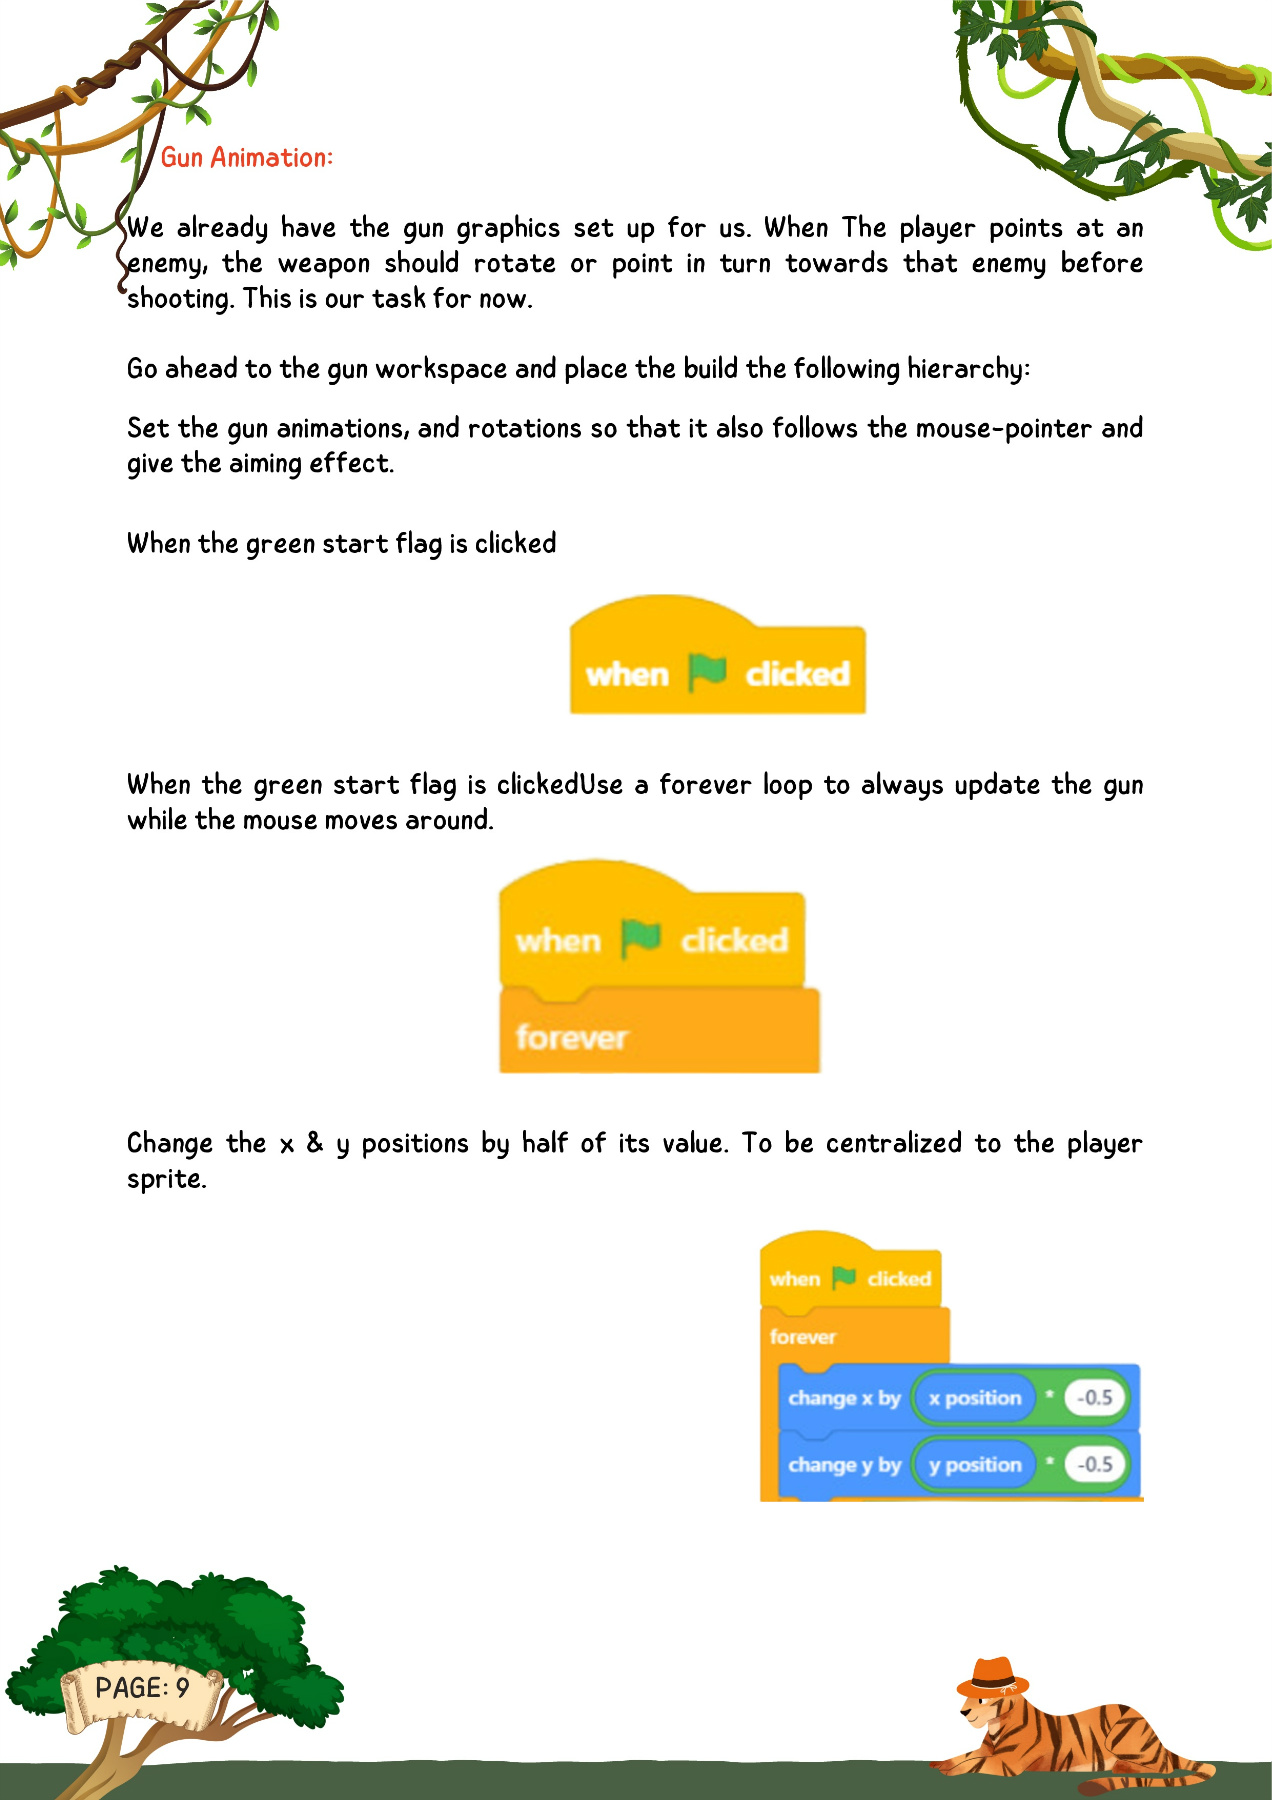 Gun Animation:
We already have the gun graphics set up for us. When The player points at an
enemy, the weapon should rotate or point in turn towards that enemy before
shooting. This is our task for now.
Go ahead to the gun workspace and place the build the following hierarchy:
Set the gun animations, and rotations so that it also follows the mouse-pointer and
give the aiming effect.
When the green start flag is clicked
when clicked
When the green start flag is clickedUse a forever loop to always update the gun
while the mouse moves around.
when clicked
forever
Change the x & y positions by half of its value. To be centralized to the player
sprite.
when clicked
forever
change x by x position * -0.5
change y by y position * -0.5
PAGE: 9